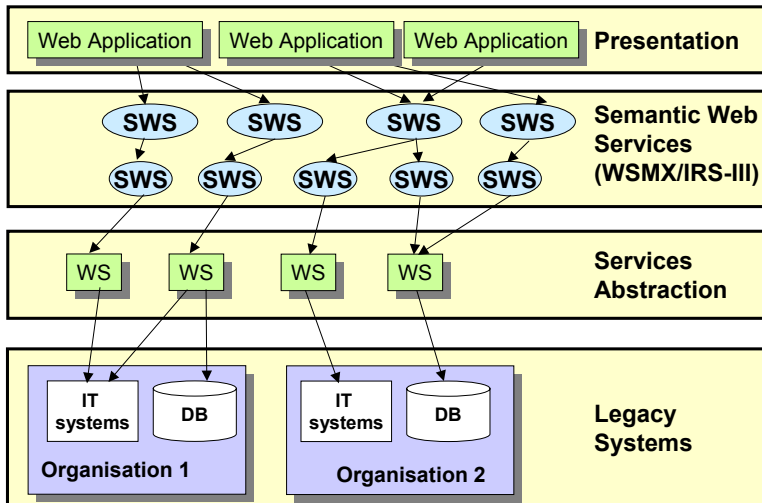 Web Application
Web Application
Web Application
Presentation
SWS
SWS
SWS
SWS
SWS
SWS
SWS
SWS
SWS
Semantic Web
Services
(WSMX/IRS-III)
WS
WS
WS
WS
Services
Abstraction
IT
systems
DB
Organisation 1
IT
systems
DB
Organisation 2
Legacy
Systems